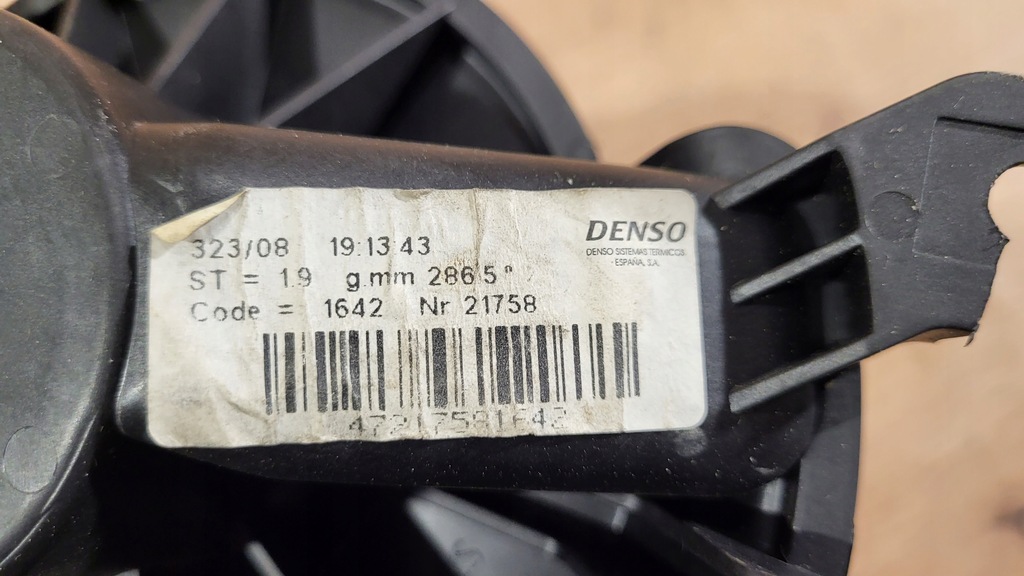 323/08 19:13:43
DENSO
DENSO SISTEMAS TERMICOS
- ESPAÑA, S.A.
ST = 1.9 g.mm 286.5°
Code = 1642 Nr 21758
47217581642